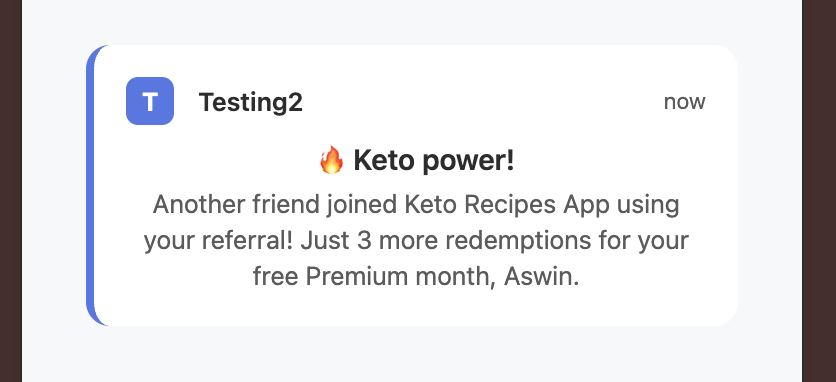 T
Testing2
now
🔥 Keto power!
Another friend joined Keto Recipes App using
your referral! Just 3 more redemptions for your
free Premium month, Aswin.